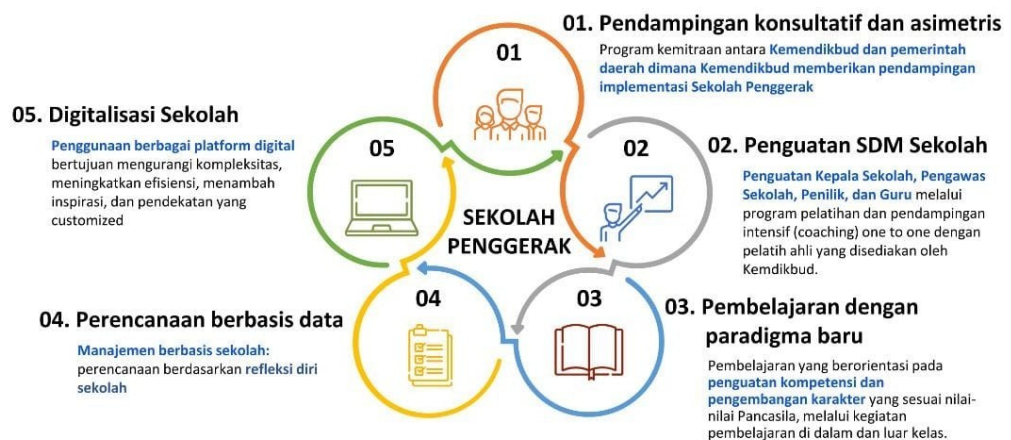 01. Pendampingan konsultatif dan asimetris
Program kemitraan antara Kemendikbud dan pemerintah
daerah dimana Kemendikbud memberikan pendampingan
implementasi Sekolah Penggerak
02. Penguatan SDM Sekolah
Penguatan Kepala Sekolah, Pengawas
Sekolah, Penilik, dan Guru melalui
program pelatihan dan pendampingan
intensif (coaching) one to one dengan
pelatih ahli yang disediakan oleh
Kemdikbud.
03. Pembelajaran dengan
paradigma baru
Pembelajaran yang berorientasi pada
penguatan kompetensi dan
pengembangan karakter yang sesuai nilai-
nilai Pancasila, melalui kegiatan
pembelajaran di dalam dan luar kelas.
04. Perencanaan berbasis data
Manajemen berbasis sekolah:
perencanaan berdasarkan refleksi diri
sekolah
05. Digitalisasi Sekolah
Penggunaan berbagai platform digital
bertujuan mengurangi kompleksitas,
meningkatkan efisiensi, menambah
inspirasi, dan pendekatan yang
customized
SEKOLAH
PENGGERAK
01
02
03
04
05